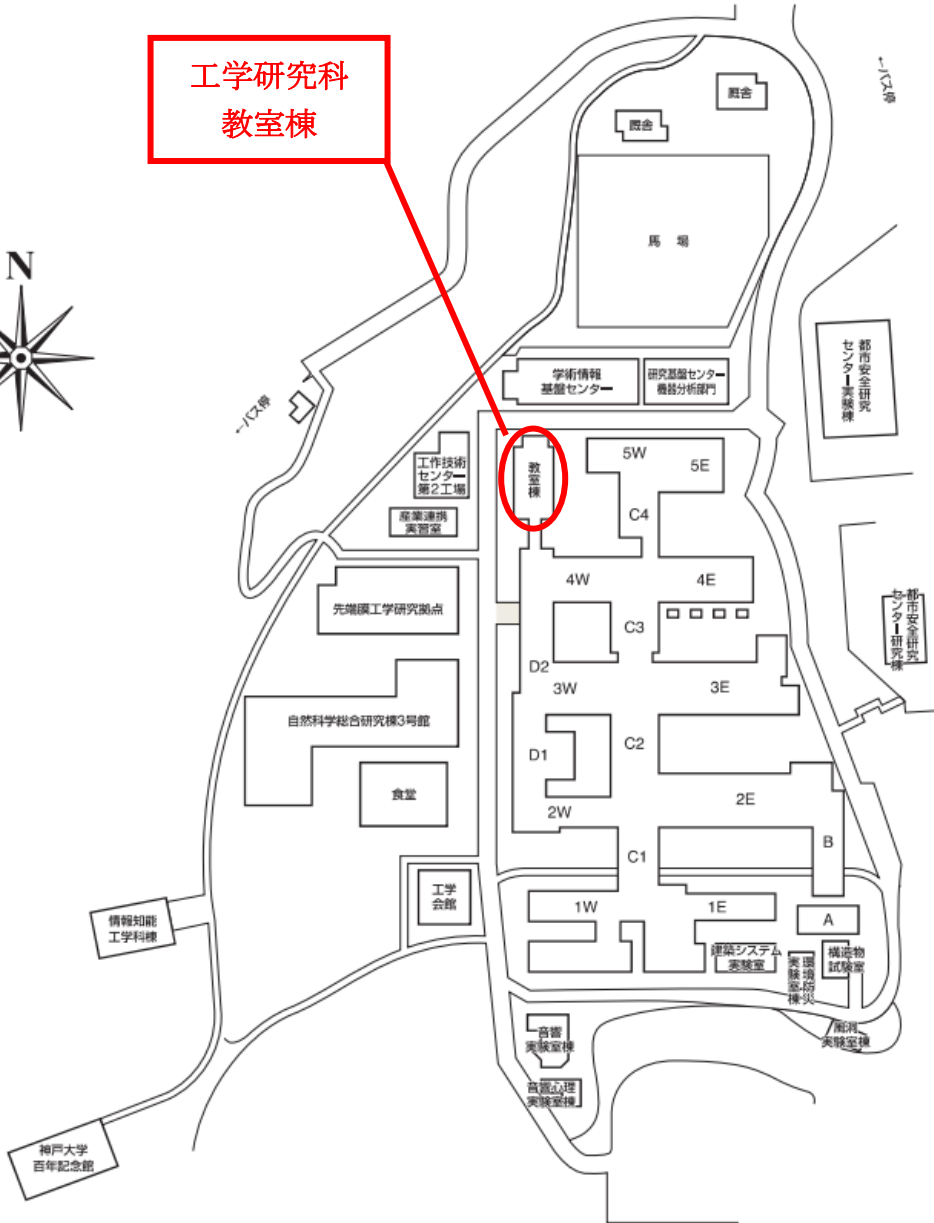 工学研究科
教室棟
←バス停
厩舎
厩舎
馬 場
N
都市安全研究
センター実験棟
学術情報
基盤センター
研究基盤センター
機器分析部門
←バス停
工作技術
センター
第2工場
教室棟
5W
5E
産業連携
実習室
C4
4W
4E
都市安全研究
センター研究棟
先端膜工学研究拠点
C3
D2
3W
3E
自然科学総合研究棟3号館
D1
C2
食堂
2W
2E
B
C1
工学
会館
1W
1E
A
情報知能
工学科棟
建築システム
実験室
環境防災
実験室棟
構造物
試験室
音響
実験室棟
風洞
実験室棟
音響心理
実験室棟
神戸大学
百年記念館